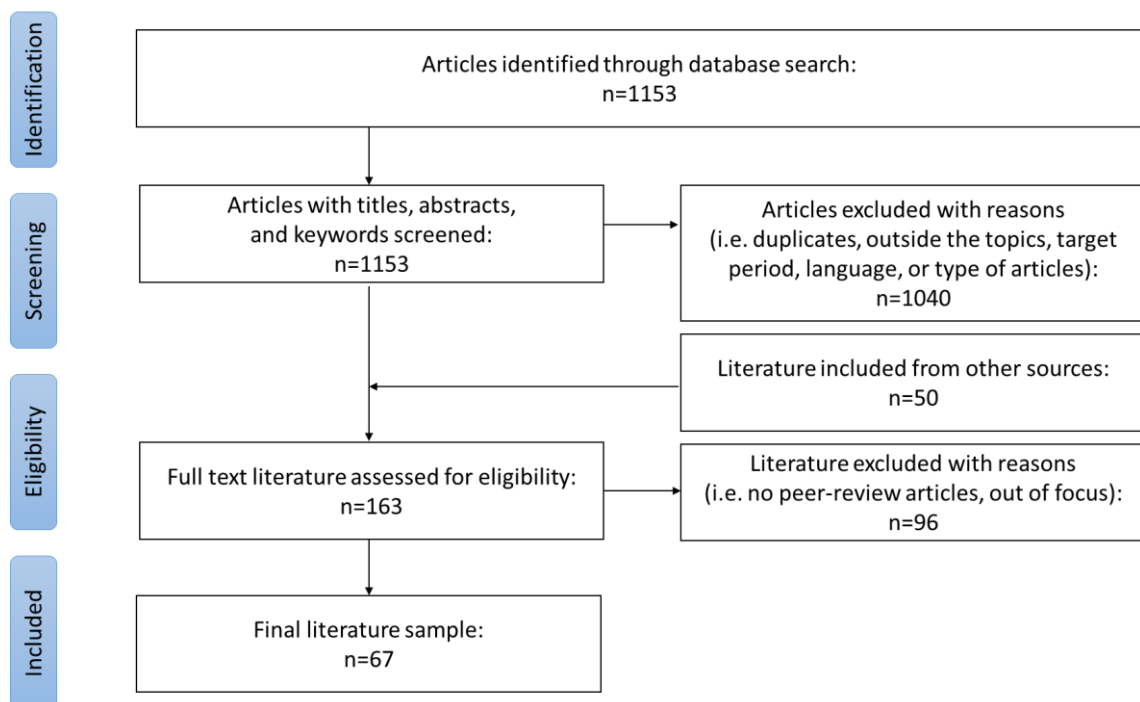 Identification
Articles identified through database search:
n=1153
Screening
Articles with titles, abstracts,
and keywords screened:
n=1153
Articles excluded with reasons
(i.e. duplicates, outside the topics, target
period, language, or type of articles):
n=1040
Literature included from other sources:
n=50
Eligibility
Full text literature assessed for eligibility:
n=163
Literature excluded with reasons
(i.e. no peer-review articles, out of focus):
n=96
Included
Final literature sample:
n=67